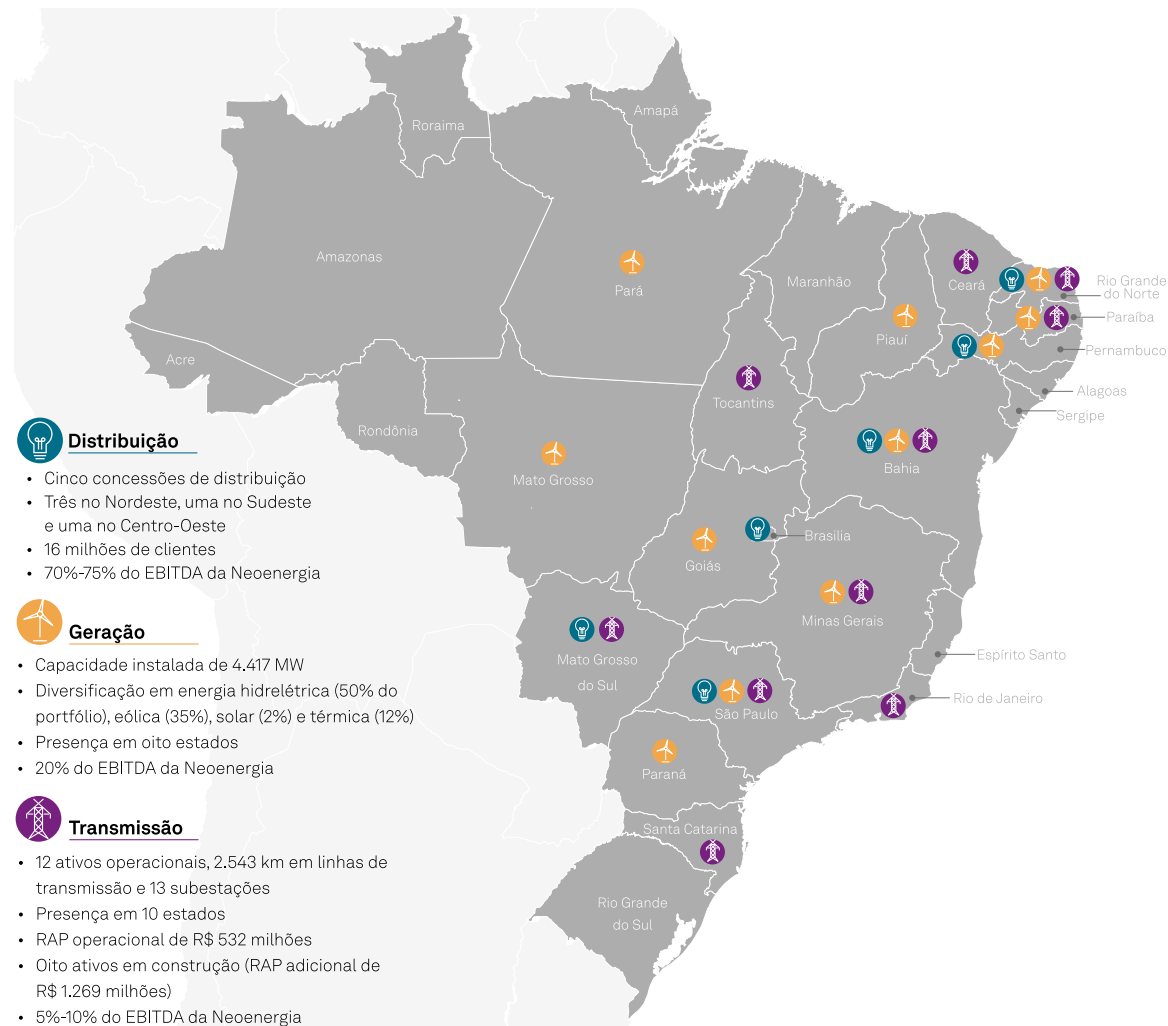 Amapá
Roraima
Amazonas
Pará
Maranhão
Ceará
Rio Grande
do Norte
Paraíba
Piauí
Pernambuco
Acre
Tocantins
Alagoas
Sergipe
Rondônia
Mato Grosso
Bahia
Brasilia
Goiás
Minas Gerais
Mato Grosso
do Sul
Espírito Santo
Rio de Janeiro
São Paulo
Paraná
Santa Catarina
Rio Grande
do Sul
Distribuição
• Cinco concessões de distribuição
• Três no Nordeste, uma no Sudeste
e uma no Centro-Oeste
• 16 milhões de clientes
• 70%-75% do EBITDA da Neoenergia
Geração
• Capacidade instalada de 4.417 MW
• Diversificação em energia hidrelétrica (50% do
portfólio), eólica (35%), solar (2%) e térmica (12%)
• Presença em oito estados
• 20% do EBITDA da Neoenergia
Transmissão
• 12 ativos operacionais, 2.543 km em linhas de
transmissão e 13 subestações
• Presença em 10 estados
• RAP operacional de R$ 532 milhões
• Oito ativos em construção (RAP adicional de
R$ 1.269 milhões)
• 5%-10% do EBITDA da Neoenergia